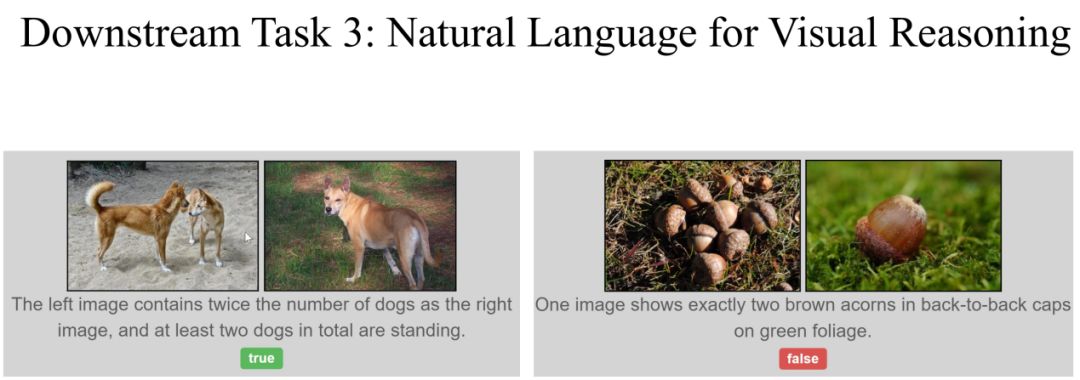 Downstream Task 3: Natural Language for Visual Reasoning
The left image contains twice the number of dogs as the right
image, and at least two dogs in total are standing.
true
One image shows exactly two brown acorns in back-to-back caps
on green foliage.
false